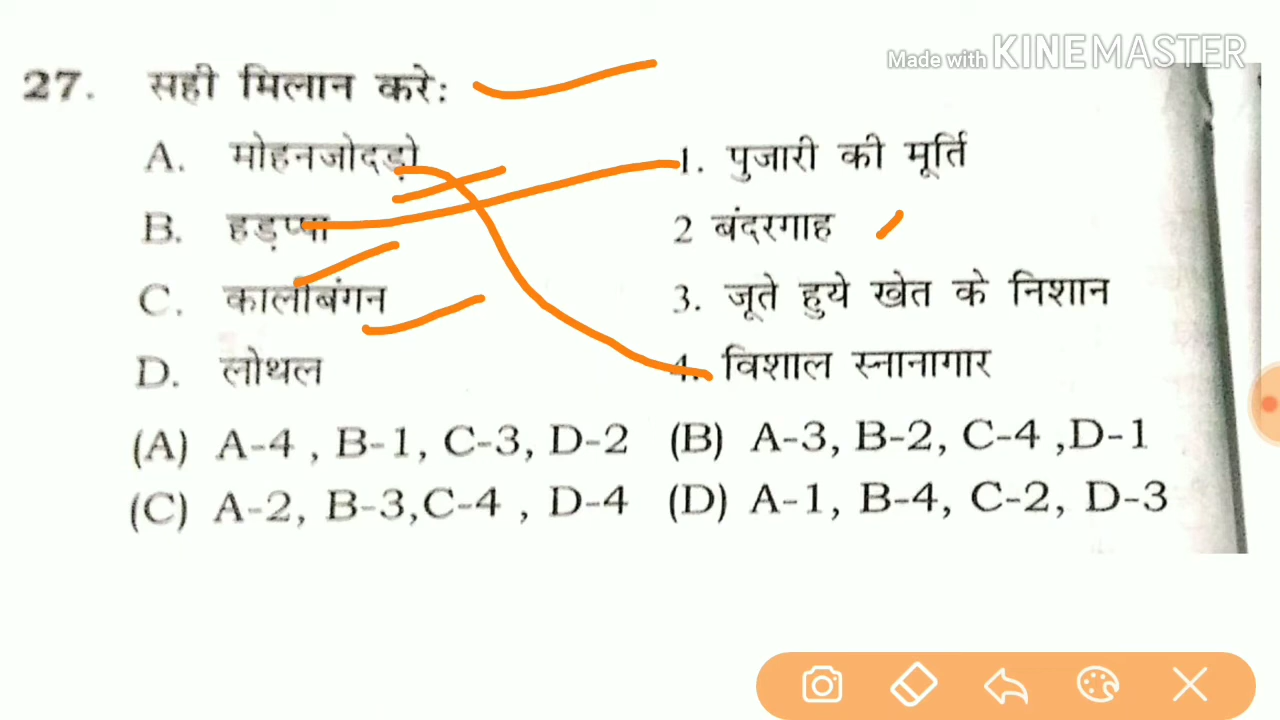 Made with KINEMASTER
27. सही मिलान करे:
A. मोहनजोदड़ो 1. पुजारी की मूर्ति
B. हड़प्पा 2 बंदरगाह
C. कालीबंगन 3. जूते हुये खेत के निशान
D. लोथल 4. विशाल स्नानागार
(A) A-4 , B-1, C-3, D-2 (B) A-3, B-2, C-4 ,D-1
(C) A-2, B-3,C-4 , D-4 (D) A-1, B-4, C-2, D-3